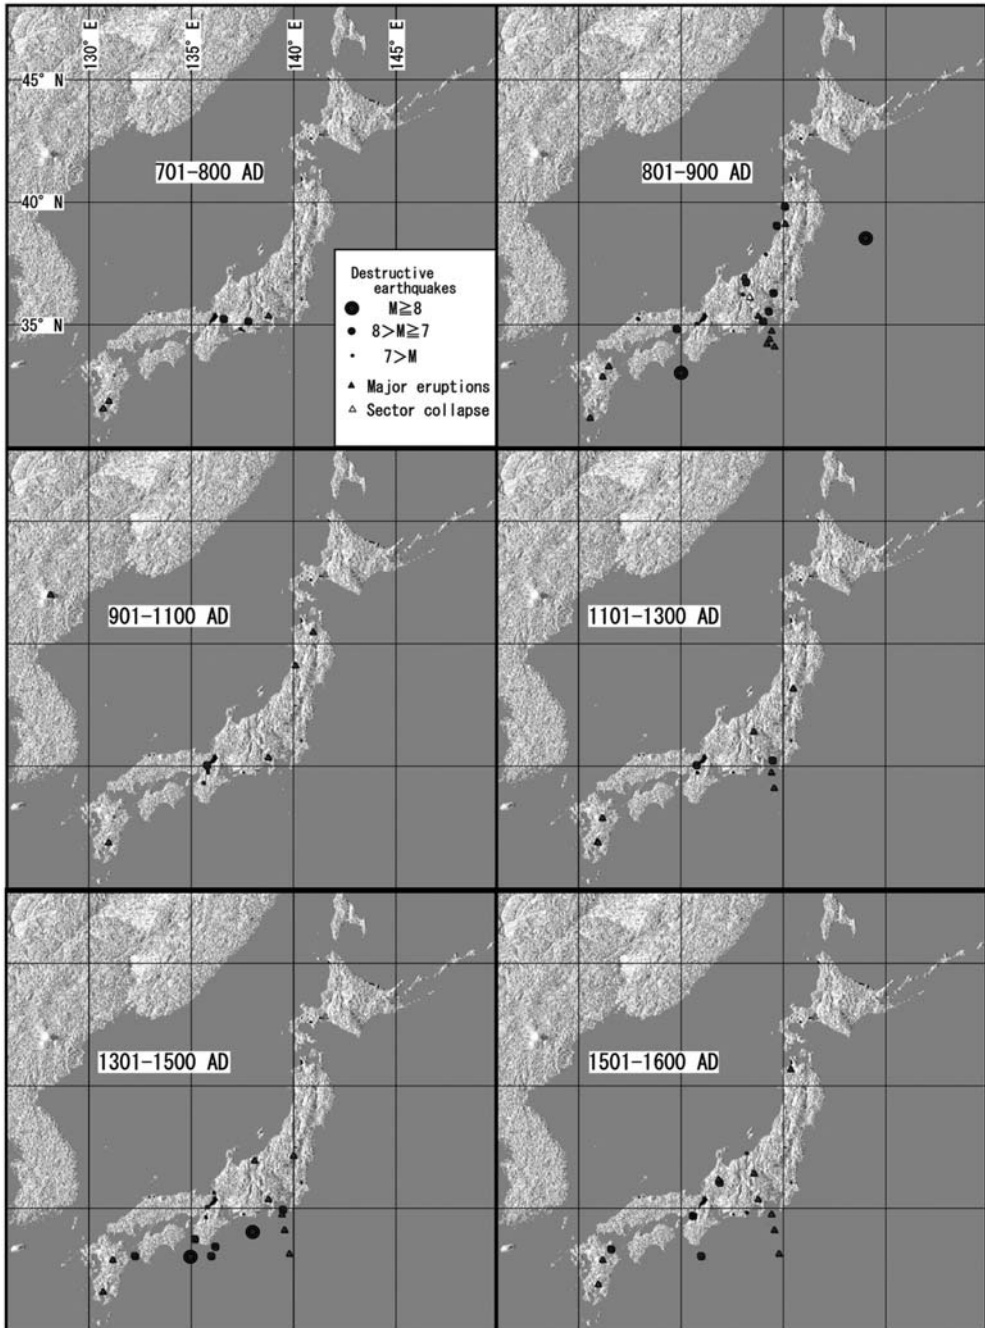 130° E
135° E
140° E
145° E
45° N
701-800 AD
40° N
Destructive
earthquakes
M≧8
8>M≧7
7>M
Major eruptions
Sector collapse
35° N
801-900 AD
901-1100 AD
1101-1300 AD
1301-1500 AD
1501-1600 AD